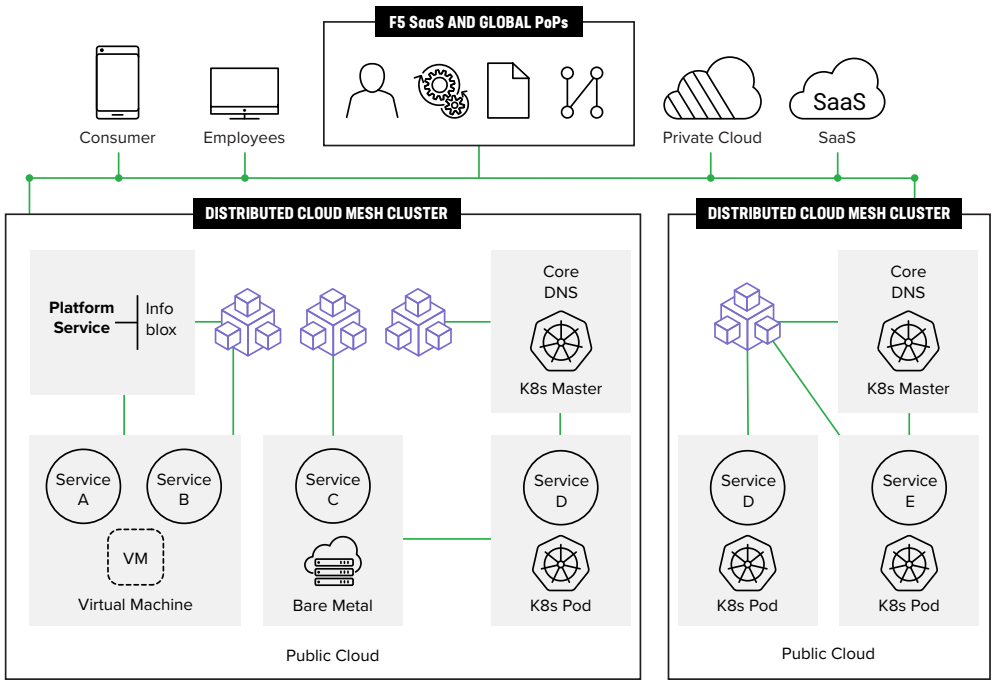 F5 SaaS AND GLOBAL PoPs
Consumer
Employees
Private Cloud
SaaS
SaaS
DISTRIBUTED CLOUD MESH CLUSTER
Platform
Service
Info
blox
Core
DNS
K8s Master
Service
A
Service
B
VM
Virtual Machine
Service
C
Bare Metal
Service
D
K8s Pod
Public Cloud
DISTRIBUTED CLOUD MESH CLUSTER
Core
DNS
K8s Master
Service
D
K8s Pod
Service
E
K8s Pod
Public Cloud